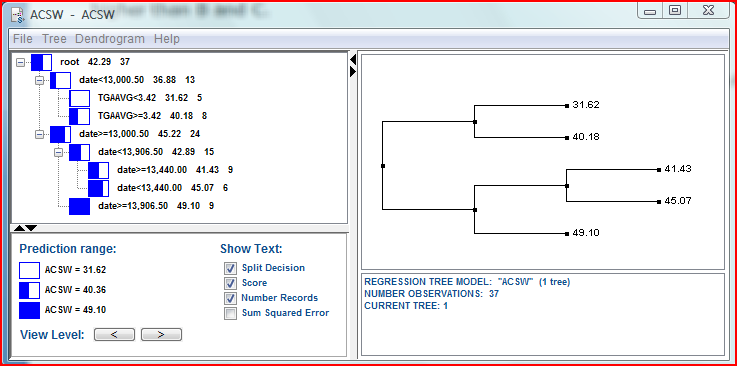 higher than B and C.
ACSW - ACSW
File Tree Dendrogram Help
root 42.29 37
date<13,000.50 36.88 13
TGAAVG<3.42 31.62 5
TGAAVG>=3.42 40.18 8
date>=13,000.50 45.22 24
date<13,906.50 42.89 15
date>=13,440.00 41.43 9
date<13,440.00 45.07 6
date>=13,906.50 49.10 9
31.62
40.18
41.43
45.07
49.10
Prediction range:
ACSW = 31.62
ACSW = 40.36
ACSW = 49.10
View Level: < >
Show Text:
Split Decision
Score
Number Records
Sum Squared Error
REGRESSION TREE MODEL: "ACSW" (1 tree)
NUMBER OBSERVATIONS: 37
CURRENT TREE: 1